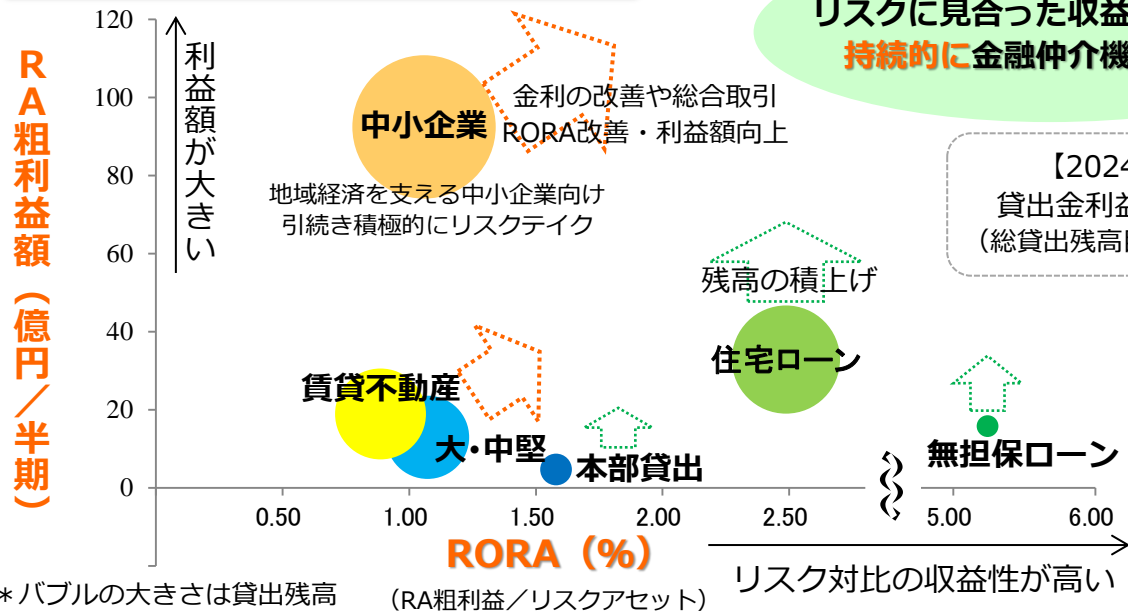 リスクに見合った収益
持続的に金融仲介機
【2024
貸出金利益
（総貸出残高
RA粗利益額（億円／半期）
利益額が大きい
120
100
80
60
40
20
0
中小企業
金利の改善や総合取引
RORA改善・利益額向上
地域経済を支える中小企業向け
引続き積極的にリスクテイク
残高の積上げ
住宅ローン
賃貸不動産
大・中堅
本部貸出
無担保ローン
0.50
1.00
1.50
2.00
2.50
5.00
6.00
RORA（%）
（RA粗利益／リスクアセット）
リスク対比の収益性が高い
＊バブルの大きさは貸出残高